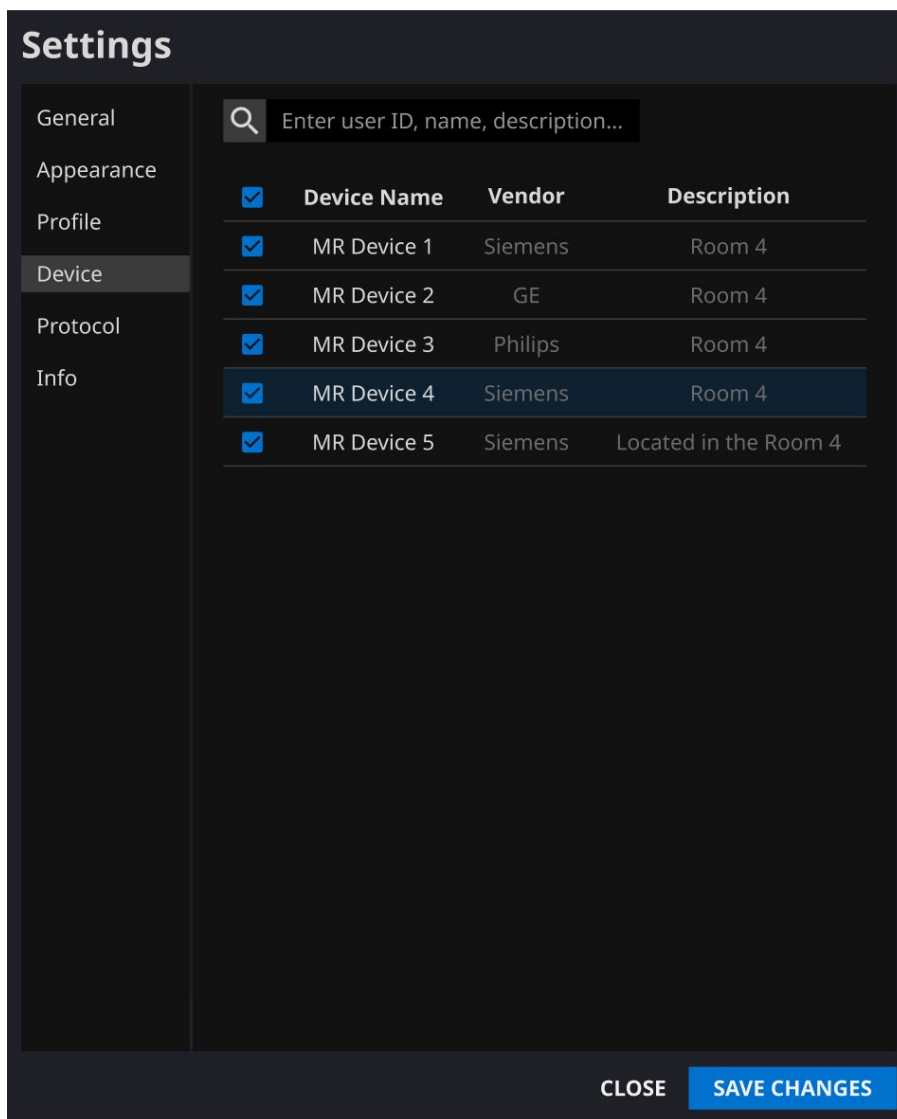 Settings
General
Appearance
Profile
Device
Protocol
Info
Enter user ID, name, description...
Device Name Vendor Description
MR Device 1 Siemens Room 4
MR Device 2 GE Room 4
MR Device 3 Philips Room 4
MR Device 4 Siemens Room 4
MR Device 5 Siemens Located in the Room 4
CLOSE SAVE CHANGES